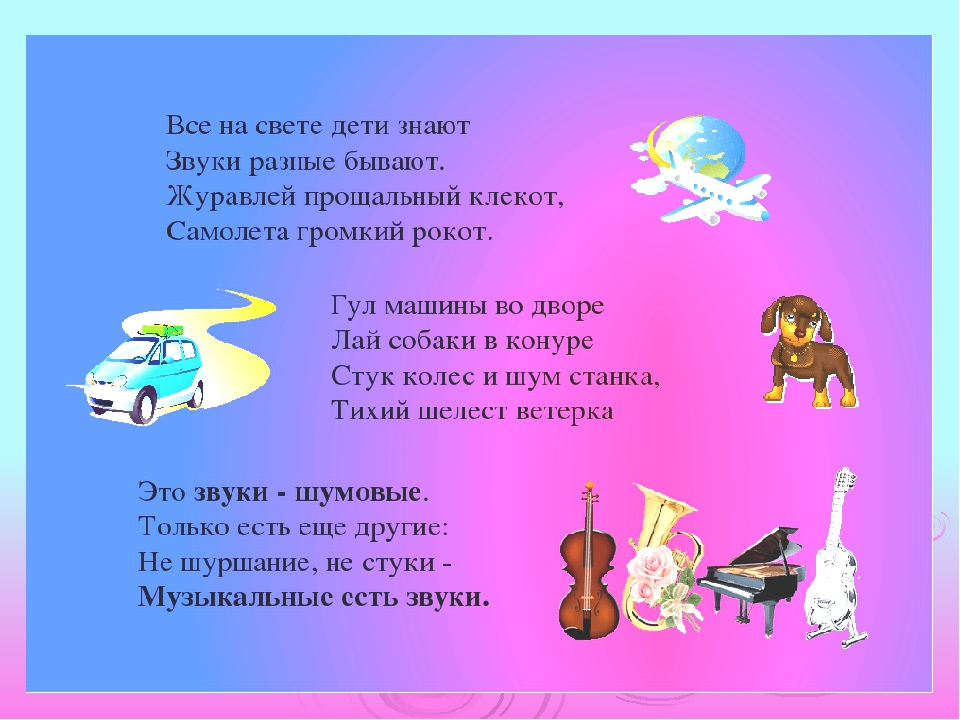 Все на свете дети знают
Звуки разные бывают.
Журавлей прощальный клекот,
Самолета громкий рокот.
Гул машины во дворе
Лай собаки в конуре
Стук колес и шум станка,
Тихий шелест ветерка
Это звуки - шумовые.
Только есть еще другие:
Не шуршание, не стуки -
Музыкальные есть звуки.